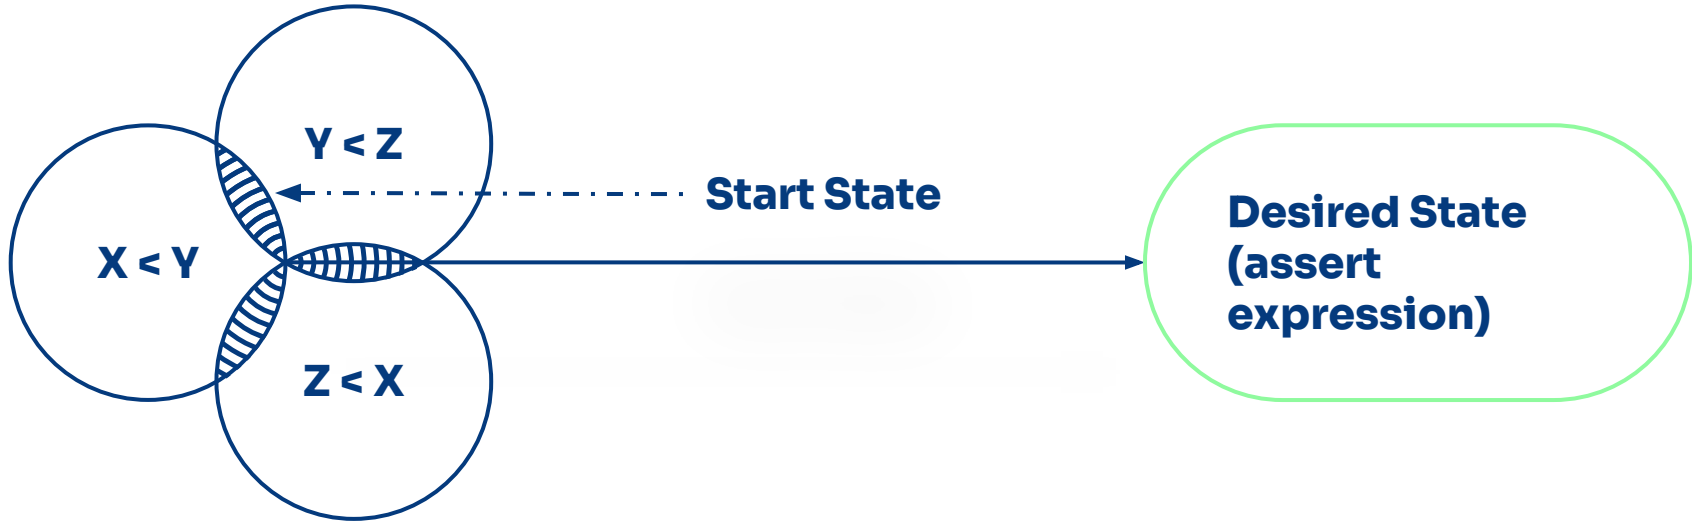 Y < Z
Start State
X < Y
Z < X
Desired State
(assert
expression)